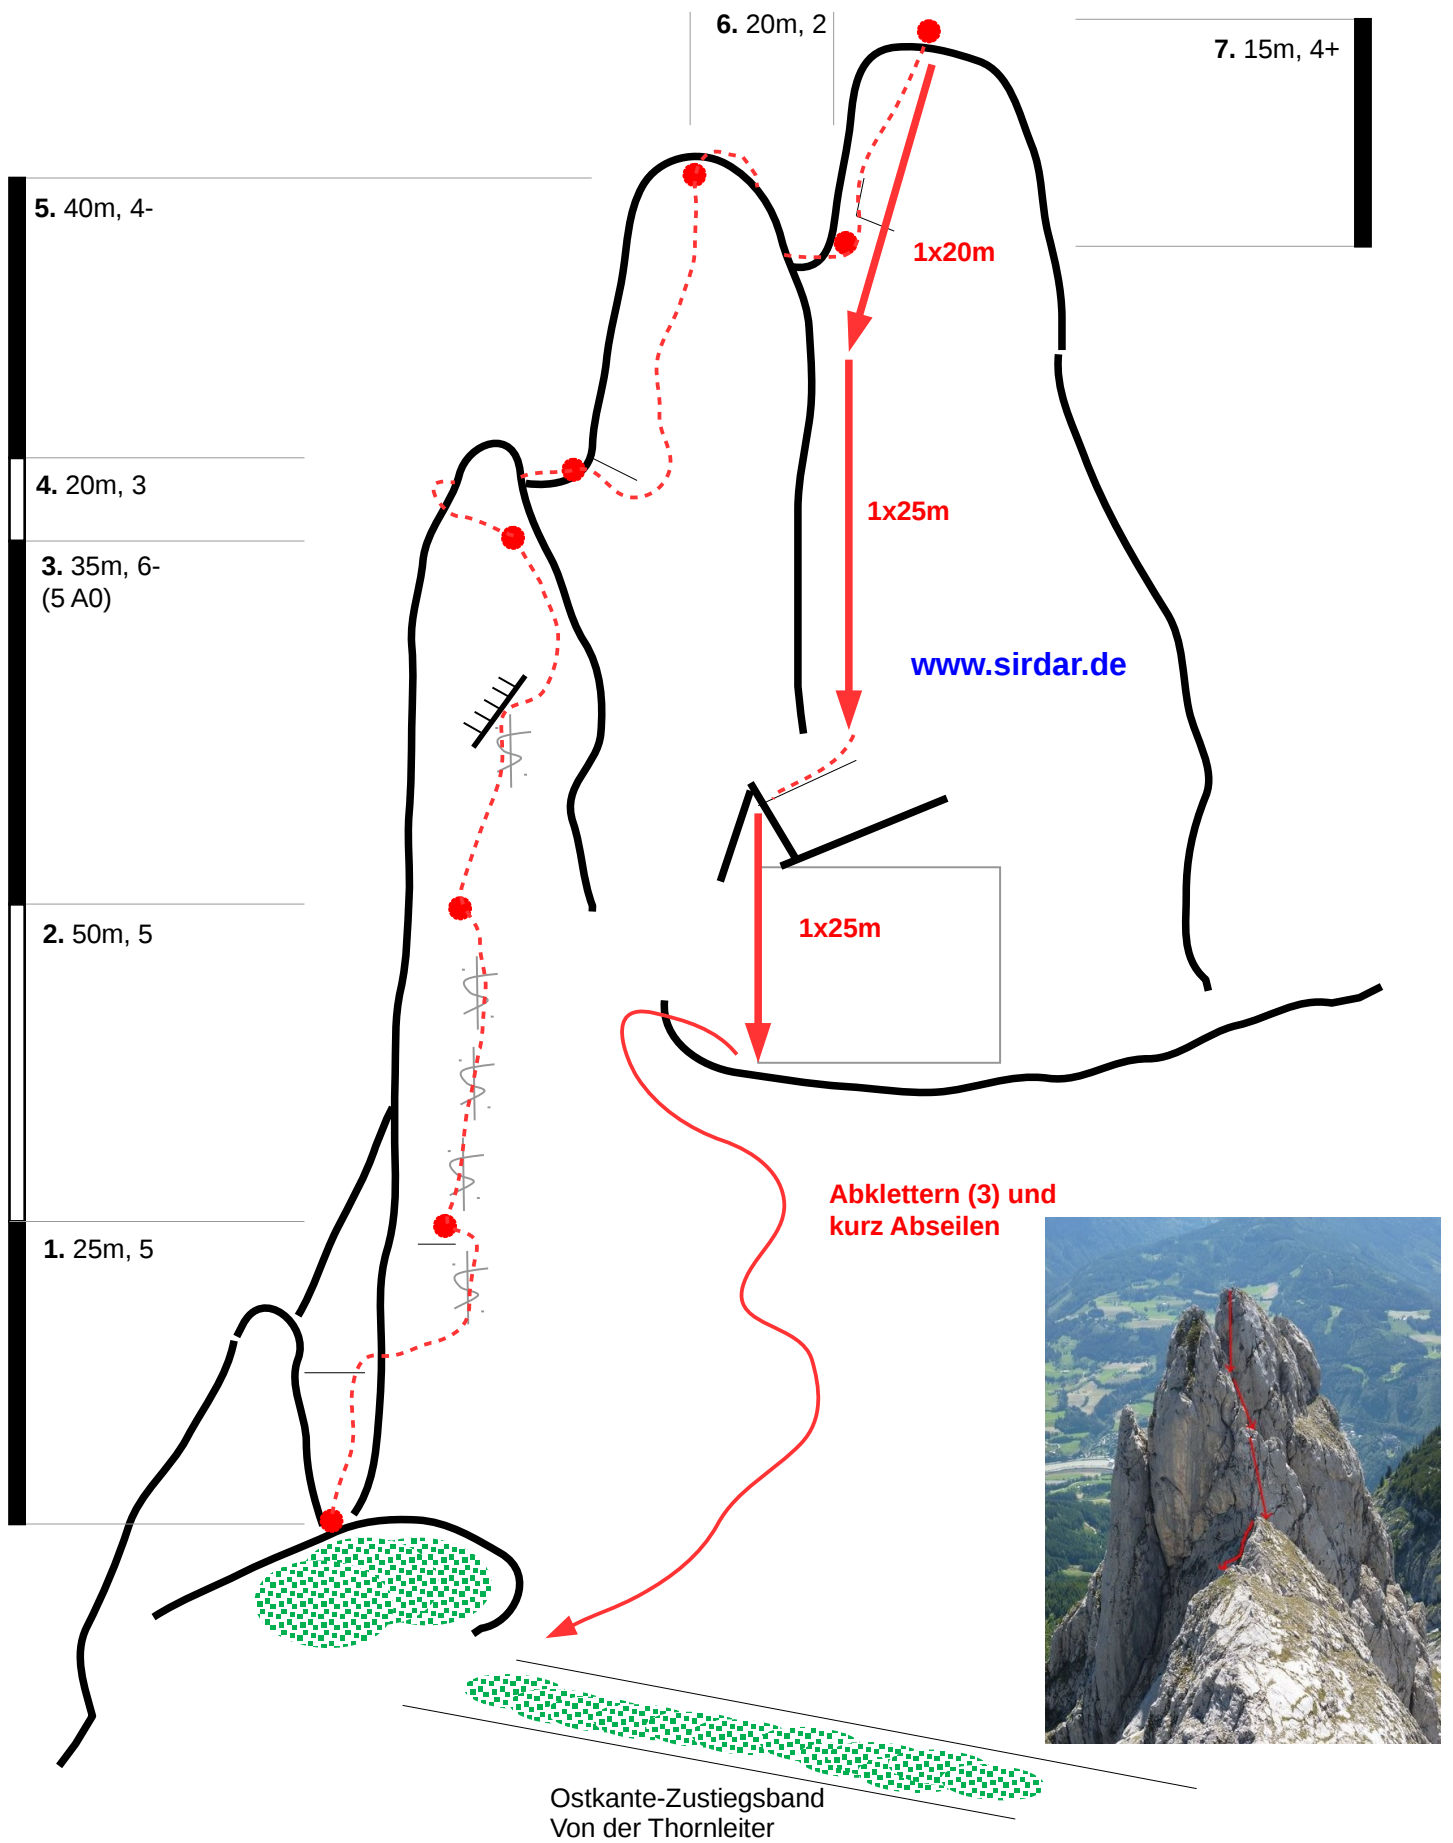 6. 20m, 2
7. 15m, 4+
5. 40m, 4-
1x20m
4. 20m, 3
1x25m
3. 35m, 6-
(5 A0)
www.sirdar.de
2. 50m, 5
1x25m
Abklettern (3) und
kurz Abseilen
1. 25m, 5
Ostkante-Zustiegsband
Von der Thornleiter